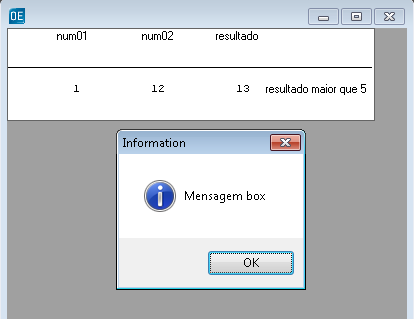 OE
num01 num02 resultado
1 12 13 resultado maior que 5
Information
Mensagem box
OK